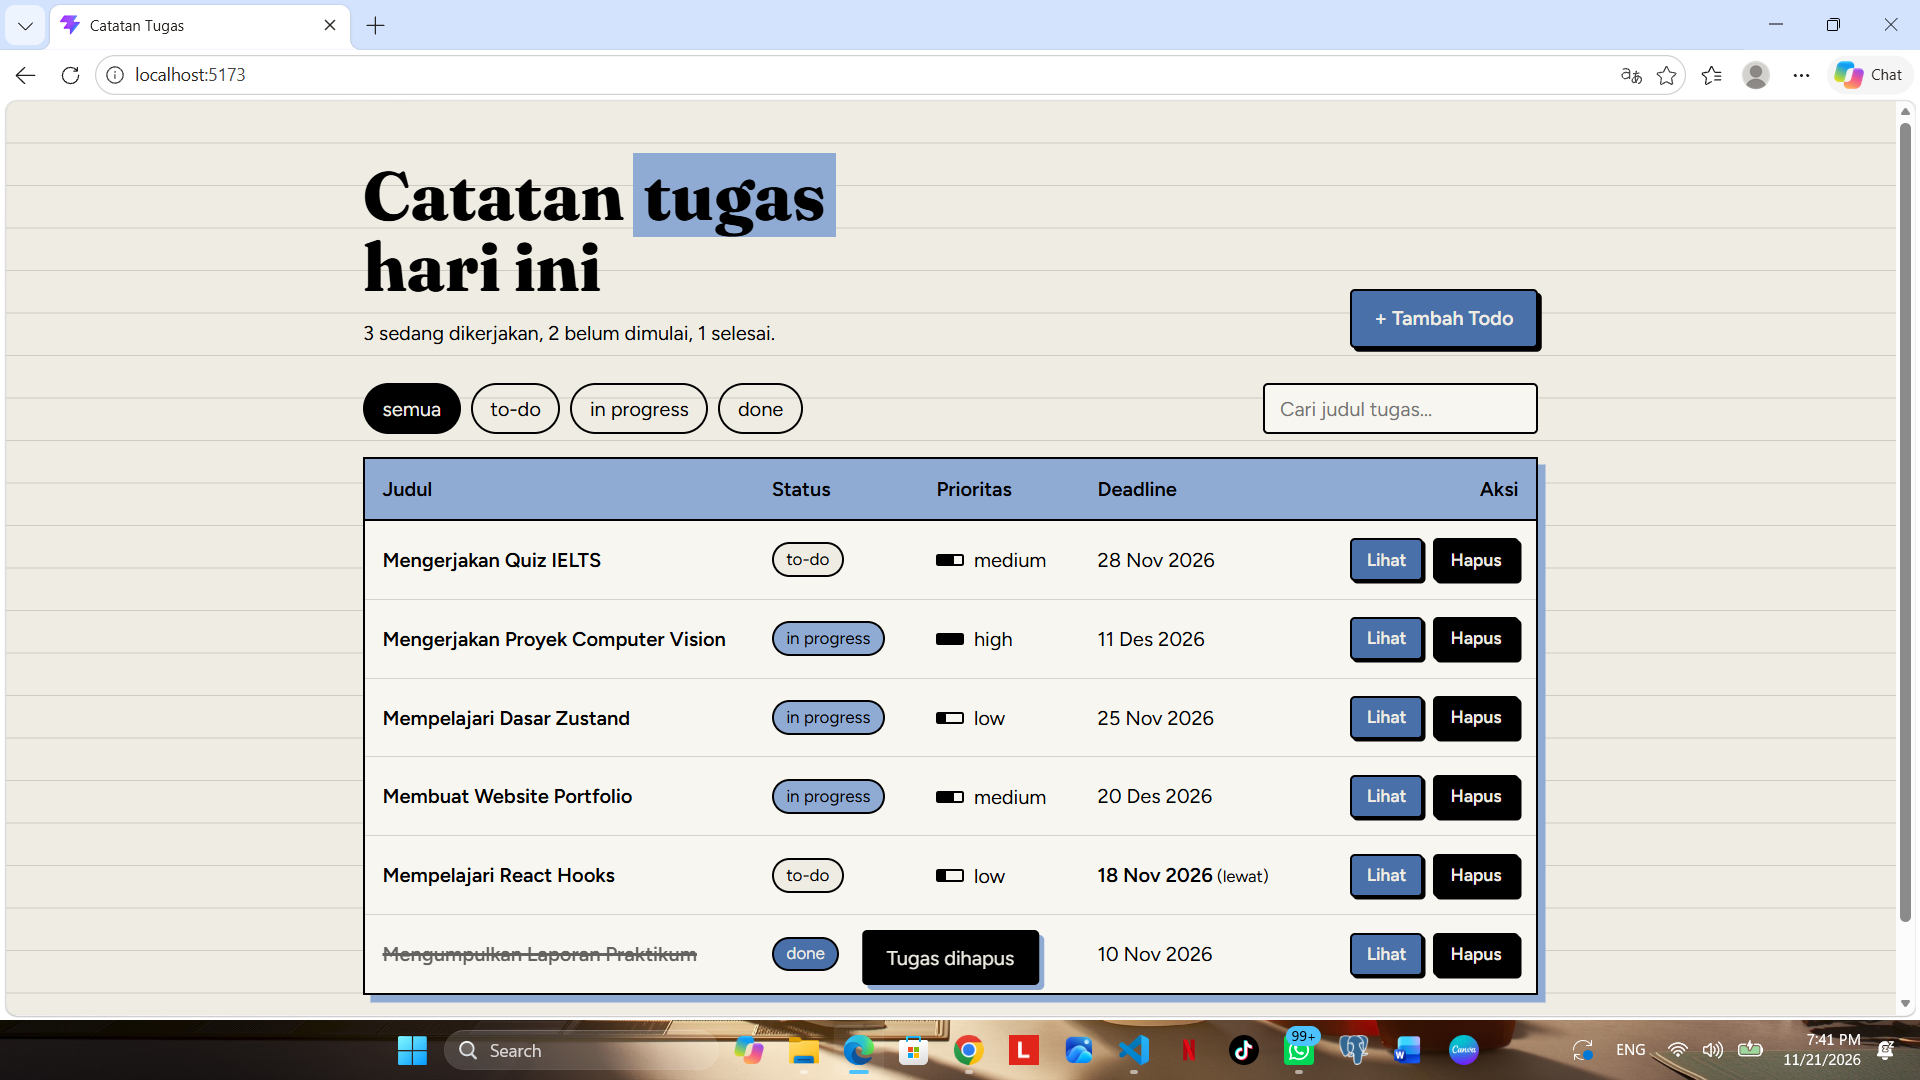 Catatan Tugas
localhost:5173
Chat
Catatan tugas
hari ini
3 sedang dikerjakan, 2 belum dimulai, 1 selesai.
+ Tambah Todo
semua
to-do
in progress
done
Cari judul tugas...
Judul Status Prioritas Deadline Aksi
Mengerjakan Quiz IELTS to-do medium 28 Nov 2026 Lihat Hapus
Mengerjakan Proyek Computer Vision in progress high 11 Des 2026 Lihat Hapus
Mempelajari Dasar Zustand in progress low 25 Nov 2026 Lihat Hapus
Membuat Website Portfolio in progress medium 20 Des 2026 Lihat Hapus
Mempelajari React Hooks to-do low 18 Nov 2026 (lewat) Lihat Hapus
Mengumpulkan Laporan Praktikum done Tugas dihapus 10 Nov 2026 Lihat Hapus
Search
L
N
99+
W
Canva
ENG
7:41 PM
11/21/2026